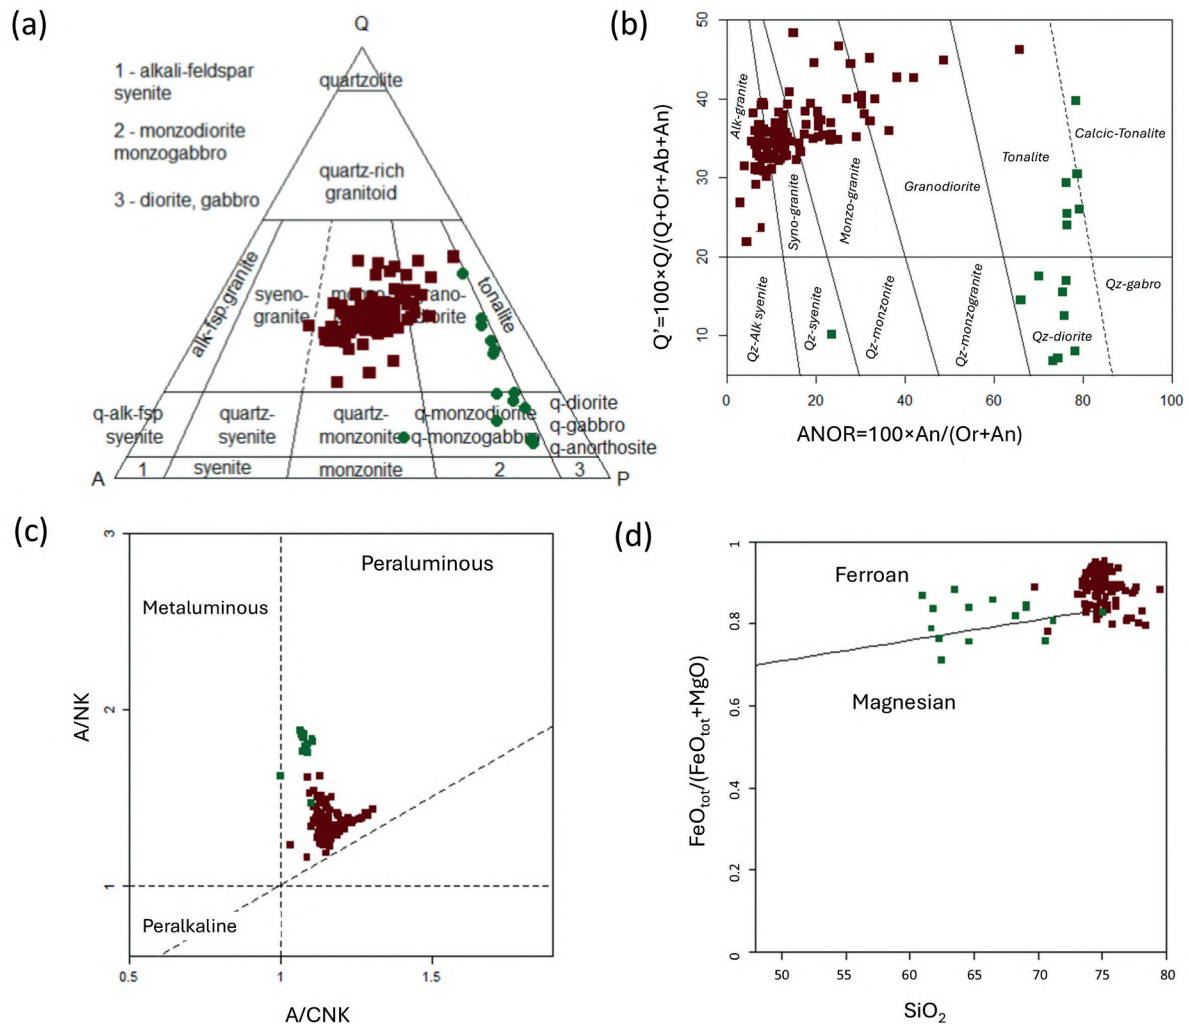 (a)
Q
1 - alkali-feldspar
syenite
2 - monzodiorite
monzogabbro
3 - diorite, gabbro
quartzolite
quartz-rich
granitoid
alk-fsp.granite
syeno-
granite
tonalite
q-alk-fsp
syenite
quartz-
syenite
quartz-
monzonite
q-monzodiorite
q-monzogabbro
q-diorite
q-gabbro
q-anorthosite
A
1
syenite
monzonite
2
3
P
(b)
Q'=100×Q/(Q+Or+Ab+An)
50
40
30
20
10
Alk-granite
Syno-granite
Monzo-granite
Granodiorite
Tonalite
Calcic-Tonalite
Qz-Alk-syenite
Qz-syenite
Qz-monzonite
Qz-monzogranite
Qz-diorite
Qz-gabro
0 20 40 60 80 100
ANOR=100×An/(Or+An)
(c)
A/NK
3
2
1
Peraluminous
Metaluminous
Peralkaline
0.5 1 1.5
A/CNK
(d)
FeOtot/(FeOtot+MgO)
1
0.8
0.6
0.4
0.2
0
Ferroan
Magnesian
50 55 60 65 70 75 80
SiO2